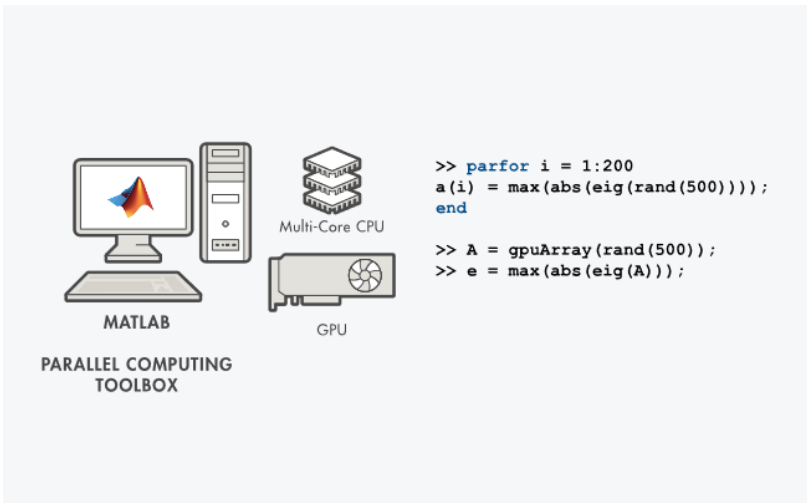 MATLAB
PARALLEL COMPUTING
TOOLBOX
Multi-Core CPU
GPU
>> parfor i = 1:200
a(i) = max(abs(eig(rand(500))));
end
>> A = gpuArray(rand(500));
>> e = max(abs(eig(A)));